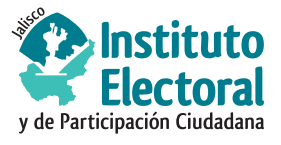 Jalisco
Instituto
Electoral
y de Participación Ciudadana